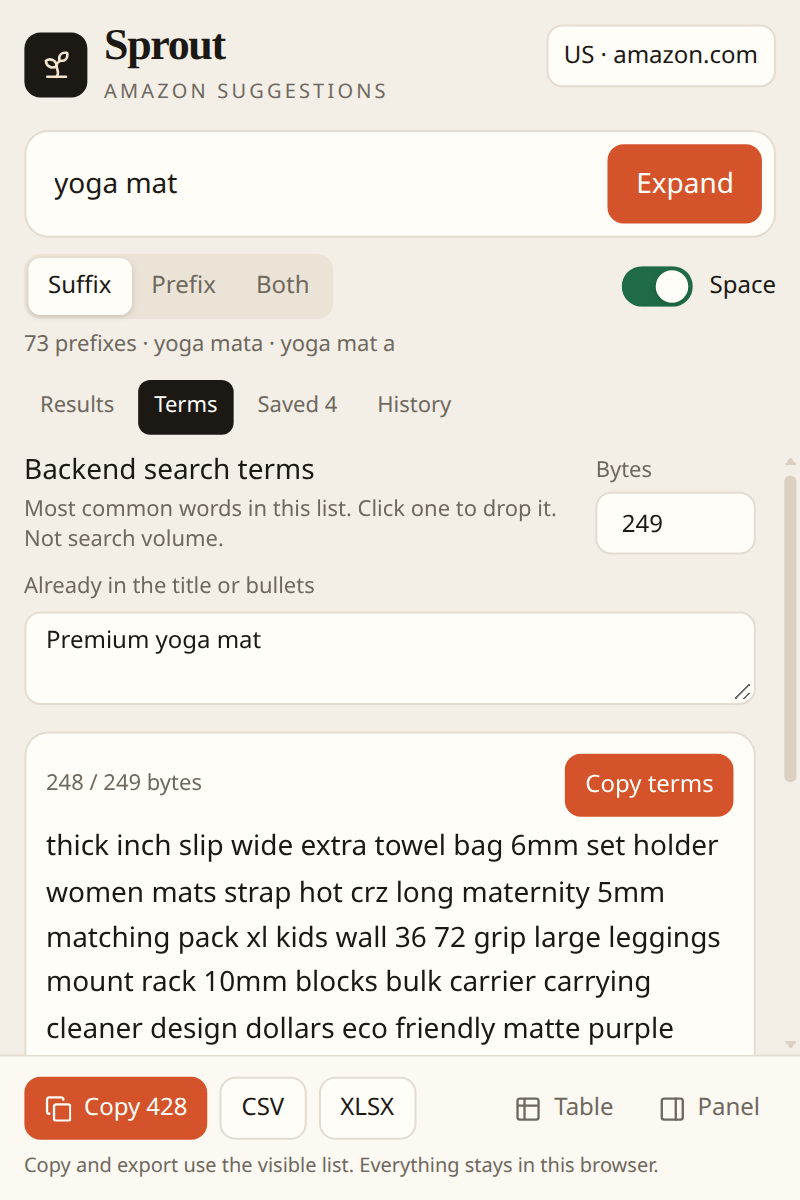 Sprout
AMAZON SUGGESTIONS
US · amazon.com
yoga mat
Expand
Suffix
Prefix
Both
Space
73 prefixes · yoga mata · yoga mat a
Results
Terms
Saved 4
History
Backend search terms
Most common words in this list. Click one to drop it.
Not search volume.
Bytes
249
Already in the title or bullets
Premium yoga mat
248 / 249 bytes
Copy terms
thick inch slip wide extra towel bag 6mm set holder
women mats strap hot crz long maternity 5mm
matching pack xl kids wall 36 72 grip large leggings
mount rack 10mm blocks bulk carrier carrying
cleaner design dollars eco friendly matte purple
Copy 428
CSV
XLSX
Table
Panel
Copy and export use the visible list. Everything stays in this browser.